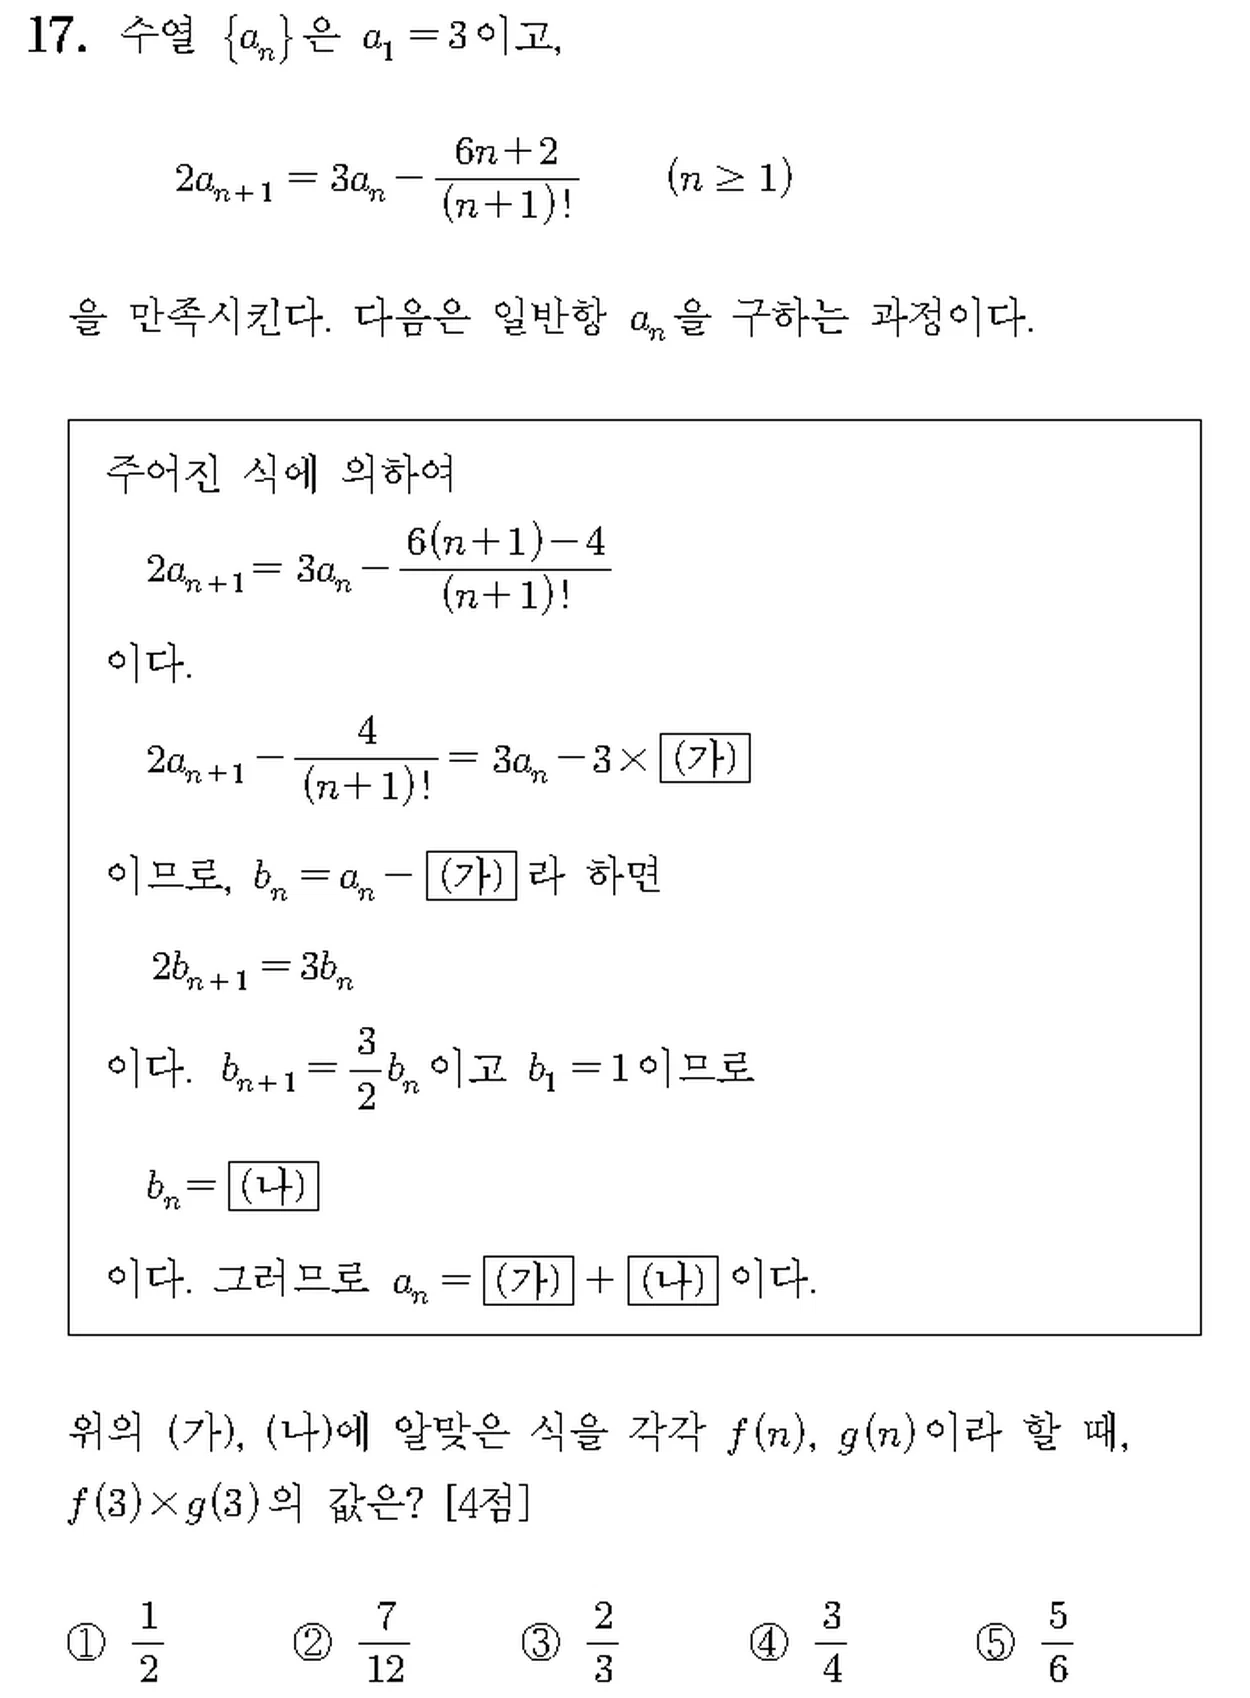 17. 수열 {aₙ}은 a₁ = 3이고,
2aₙ₊₁ = 3aₙ − (6n+2)/(n+1)! (n ≥ 1)
을 만족시킨다. 다음은 일반항 aₙ을 구하는 과정이다.
주어진 식에 의하여
2aₙ₊₁ = 3aₙ − (6(n+1)−4)/(n+1)!
이다.
2aₙ₊₁ − 4/(n+1)! = 3aₙ − 3× (가)
이므로, bₙ = aₙ − (가) 라 하면
2bₙ₊₁ = 3bₙ
이다. bₙ₊₁ = 3/2 bₙ 이고 b₁ = 1이므로
bₙ = (나)
이다. 그러므로 aₙ = (가) + (나) 이다.
위의 (가), (나)에 알맞은 식을 각각 f(n), g(n)이라 할 때,
f(3)×g(3)의 값은? [4점]
① 1/2 ② 7/12 ③ 2/3 ④ 3/4 ⑤ 5/6